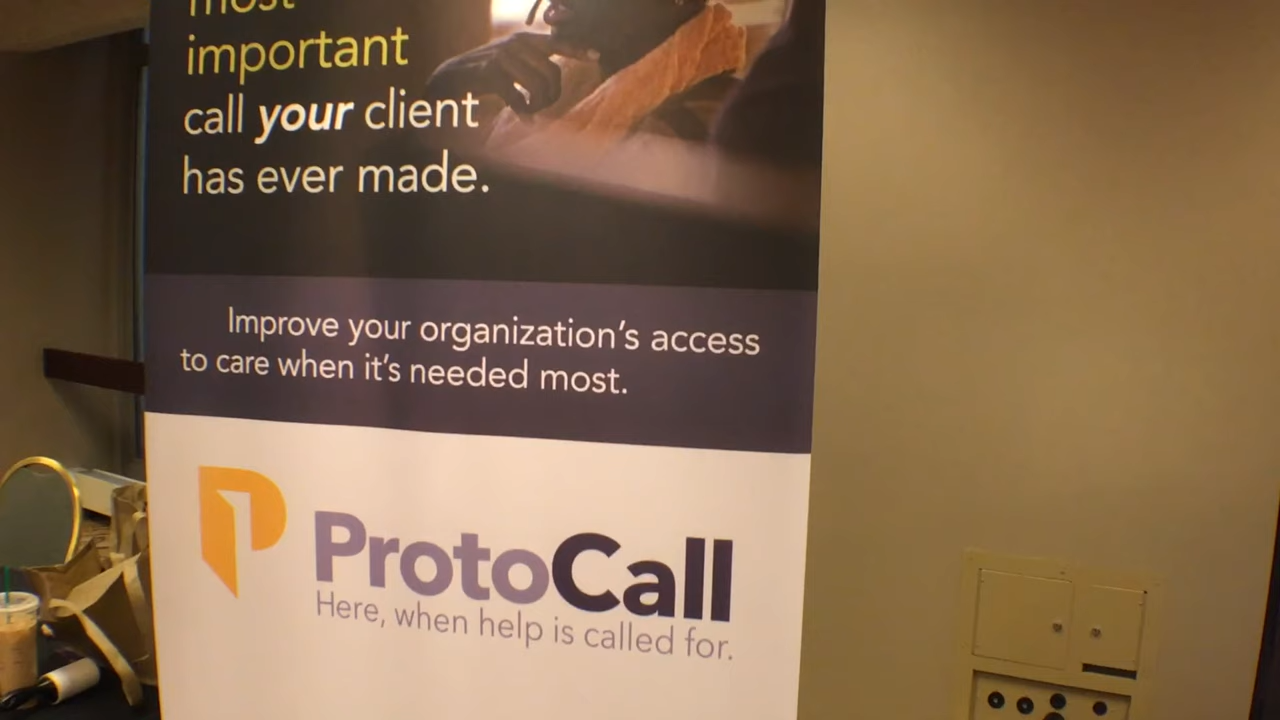 most
important
call your client
has ever made.
Improve your organization's access
to care when it's needed most.
ProtoCall
Here, when help is called for.